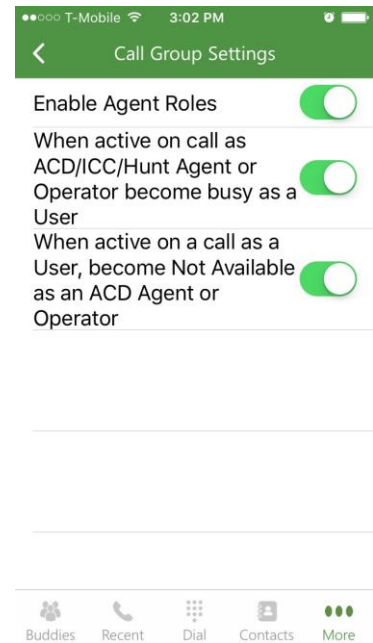 T-Mobile 3:02 PM
Call Group Settings
Enable Agent Roles
When active on call as
ACD/ICC/Hunt Agent or
Operator become busy as a
User
When active on a call as a
User, become Not Available
as an ACD Agent or
Operator
Buddies Recent Dial Contacts More